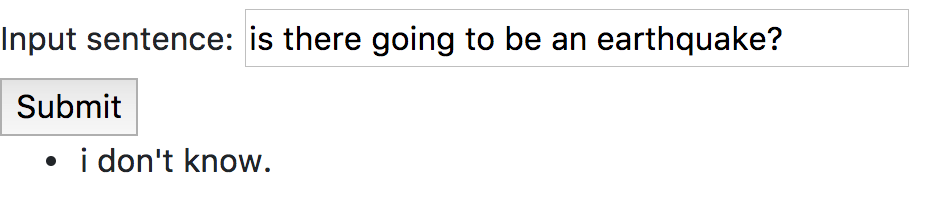 Input sentence: is there going to be an earthquake?
Submit
• i don't know.